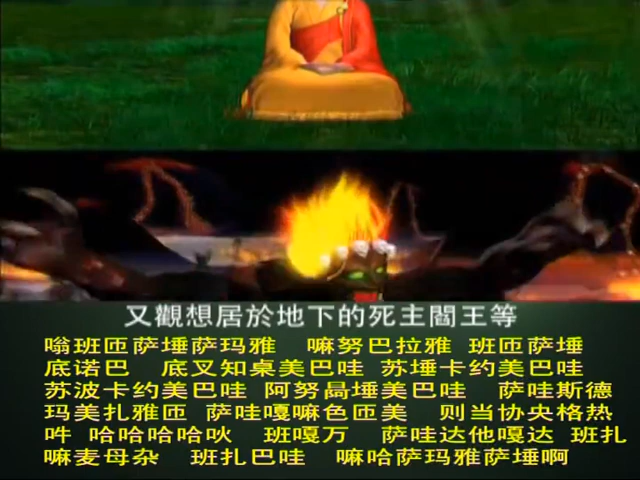 又觀想居於地下的死主閻王等
嗡班匝萨埵萨玛雅 嘛努巴拉雅 班匝萨埵
底诺巴 底叉知桌美巴哇 苏埵卡约美巴哇
苏波卡约美巴哇 阿努晸埵美巴哇 萨哇斯德
玛美扎雅匝 萨哇嘎嘛色匝美 则当协央格热
吽 哈哈哈哈吙 班嘎万 萨哇达他嘎达 班扎
嘛麦母杂 班扎巴哇 嘛哈萨玛雅萨埵啊